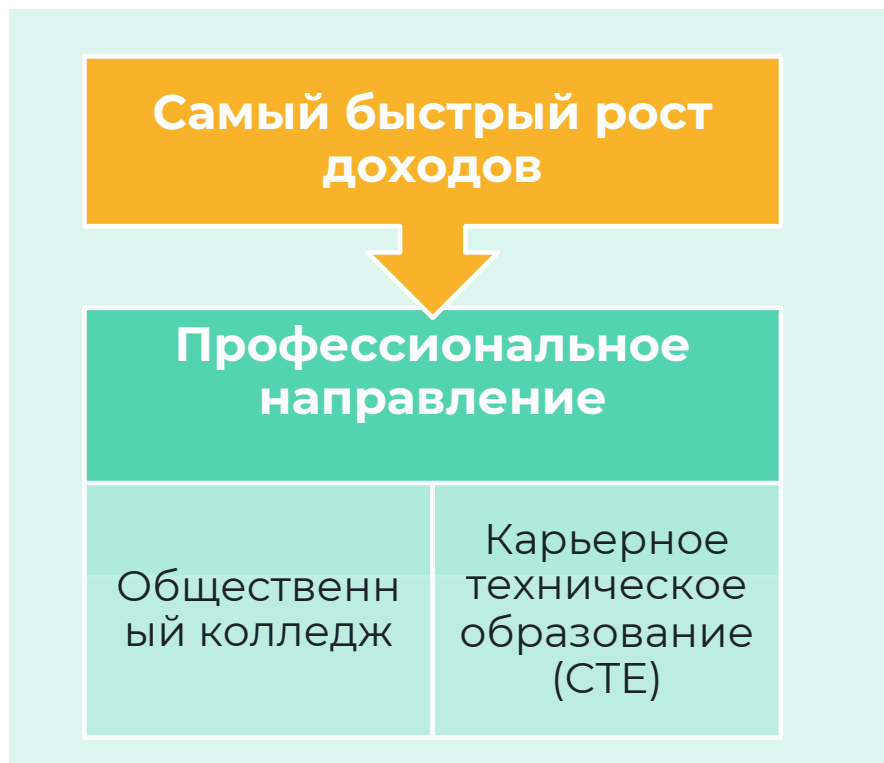 Самый быстрый рост
доходов
Профессиональное
направление
Общественн
ый колледж
Карьерное
техническое
образование
(CTE)